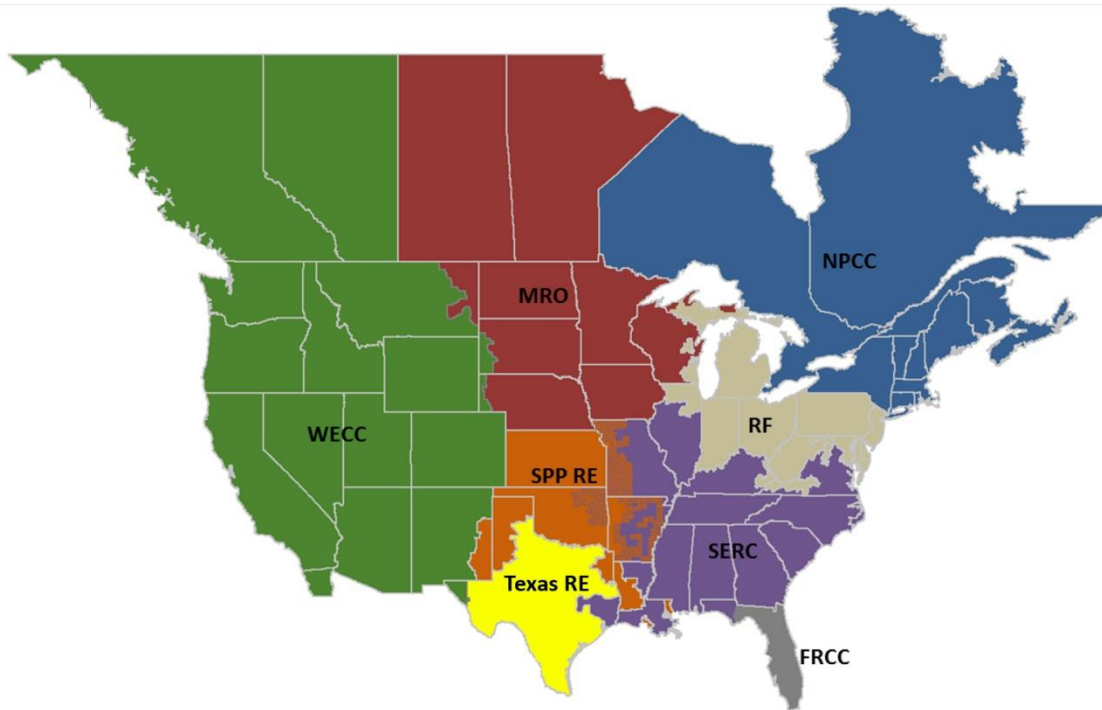 NPCC
MRO
RF
WECC
SPP RE
SERC
Texas RE
FRCC